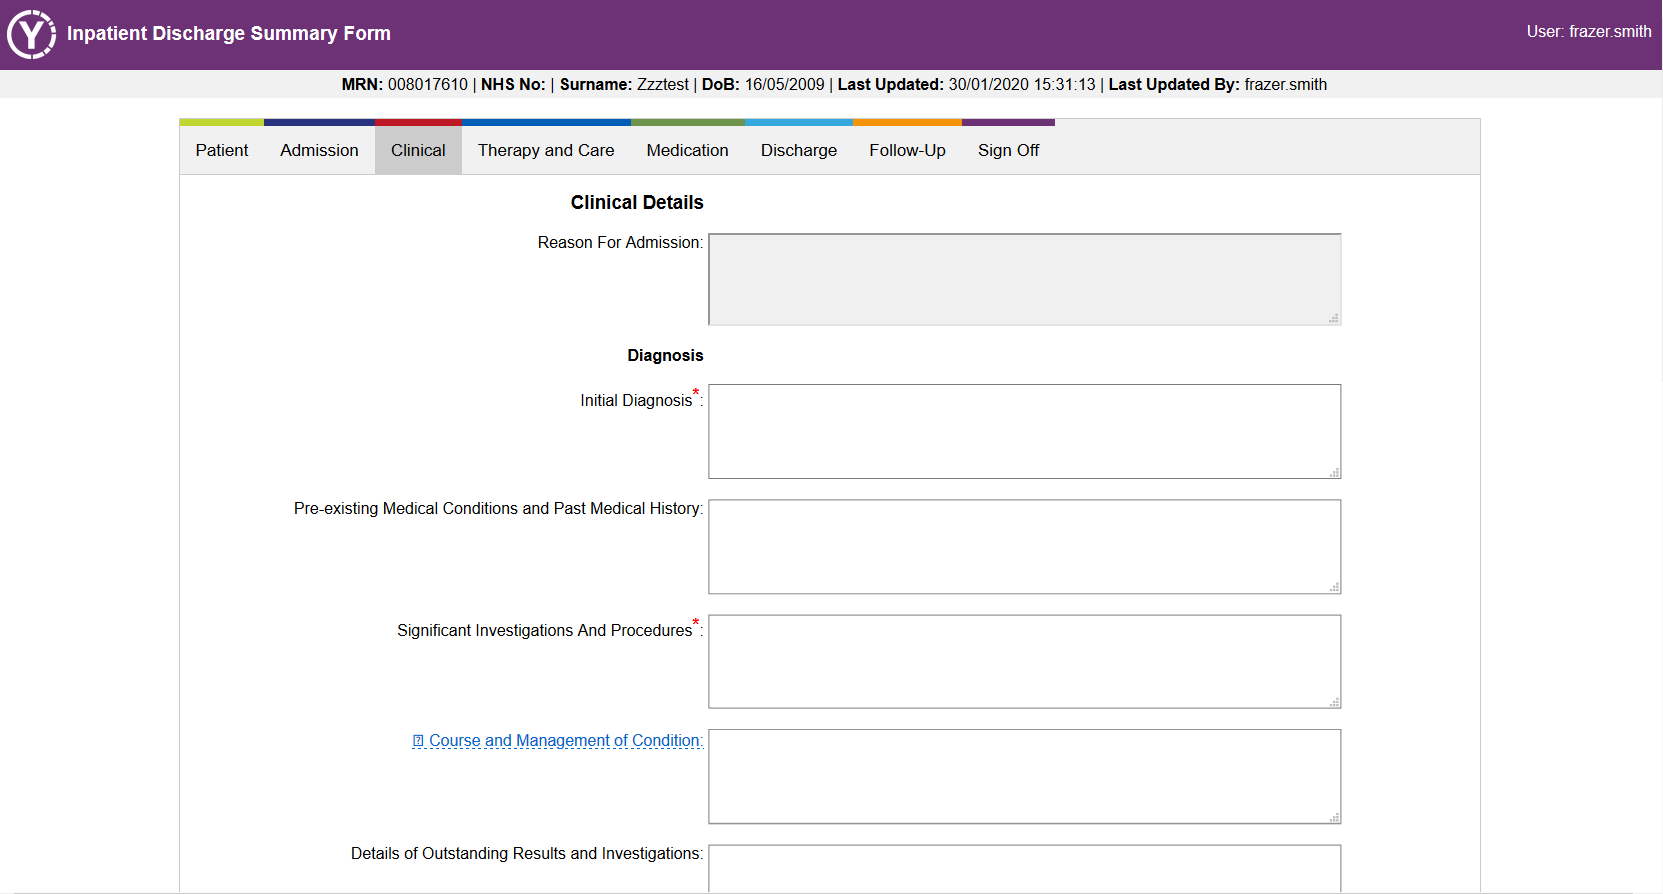 Y Inpatient Discharge Summary Form
User: frazer.smith
MRN: 008017610 | NHS No: | Surname: Zzztest | DoB: 16/05/2009 | Last Updated: 30/01/2020 15:31:13 | Last Updated By: frazer.smith
Patient Admission Clinical Therapy and Care Medication Discharge Follow-Up Sign Off
Clinical Details
Reason For Admission:
Diagnosis
Initial Diagnosis*:
Pre-existing Medical Conditions and Past Medical History:
Significant Investigations And Procedures*:
Course and Management of Condition:
Details of Outstanding Results and Investigations: